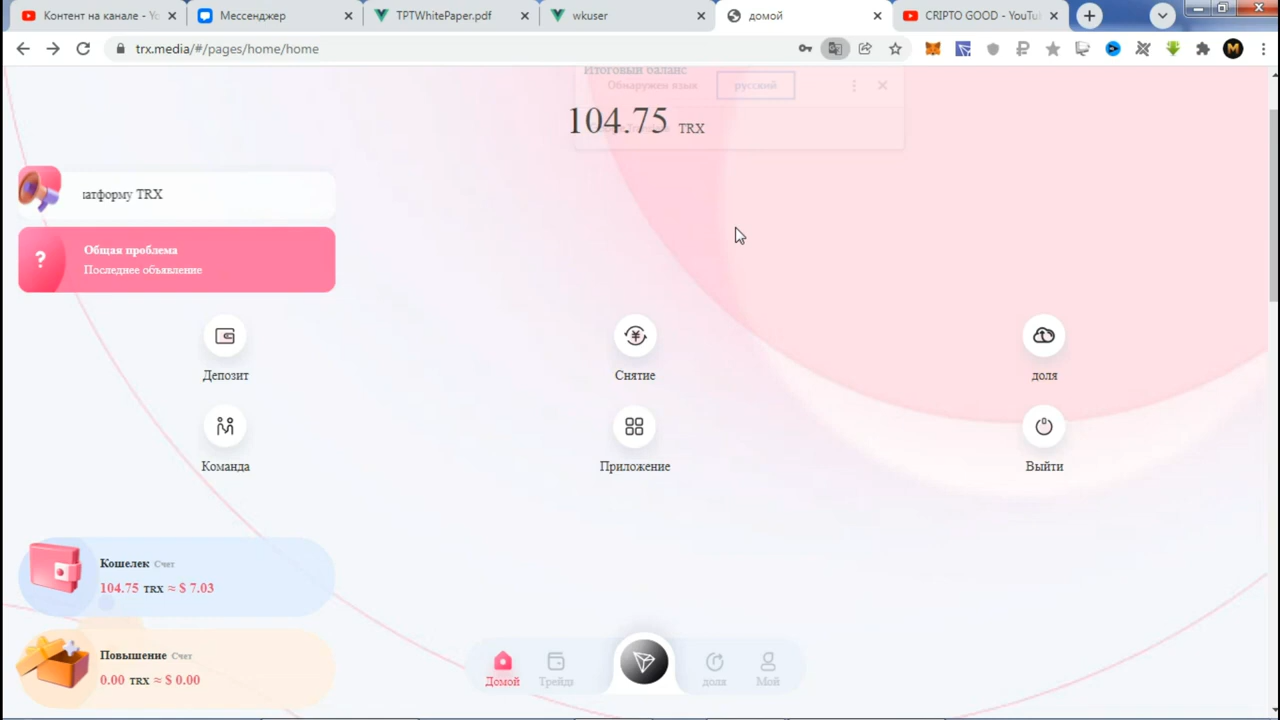 Контент на канале - Yo
Мессенджер
TPTWhitePaper.pdf
wkuser
домой
CRIPTO GOOD - YouTu
trx.media/#/pages/home/home
M
Итоговый баланс
Обнаружен язык
русский
104.75 TRX
латформу TRX
?
Общая проблема
Последнее объявление
Депозит
Снятие
доля
Команда
Приложение
Выйти
Кошелек Счет
104.75 TRX ≈ $ 7.03
Повышение Счет
0.00 TRX ≈ $ 0.00
Домой
Трейдь
доля
Мой